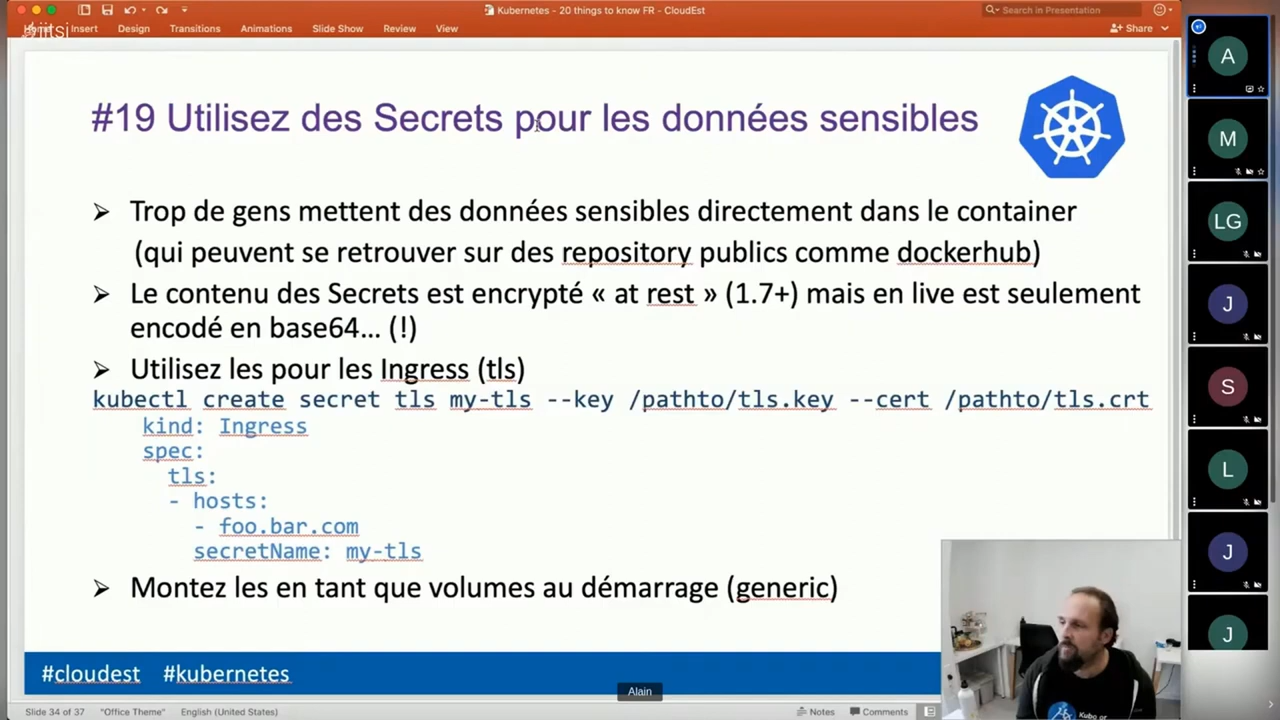 Kubernetes - 20 things to know FR - CloudEst
Search in Presentation
Insert Design Transitions Animations Slide Show Review View
Share
#19 Utilisez des Secrets pour les données sensibles
➢ Trop de gens mettent des données sensibles directement dans le container
(qui peuvent se retrouver sur des repository publics comme dockerhub)
➢ Le contenu des Secrets est encrypté « at rest » (1.7+) mais en live est seulement
encodé en base64… (!)
➢ Utilisez les pour les Ingress (tls)
kubectl create secret tls my-tls --key /pathto/tls.key --cert /pathto/tls.crt
kind: Ingress
spec:
tls:
- hosts:
- foo.bar.com
secretName: my-tls
➢ Montez les en tant que volumes au démarrage (generic)
#cloudest #kubernetes
Alain
Slide 34 of 37 "Office Theme" English (United States)
Notes Comments
A
M
LG
J
S
L
J
J